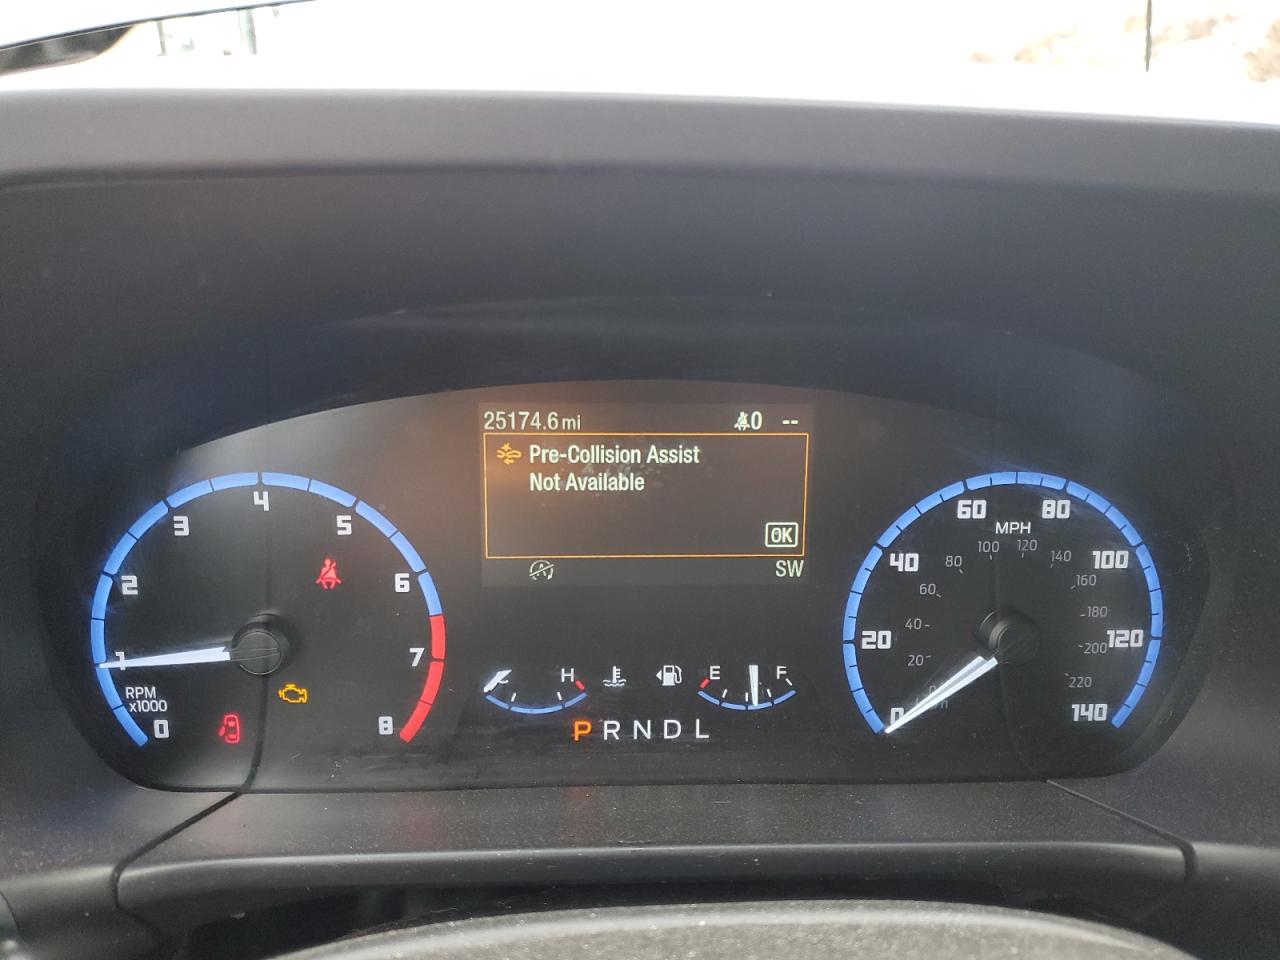 25174.6 mi 0 --
Pre-Collision Assist
Not Available
OK
A SW
0 1 2 3 4 5 6 7 8
RPM
x1000
H E F
P R N D L
0 20 40 60 80 100 120 140
MPH
0 20 40 60 80 100 120 140 160 180 200 220